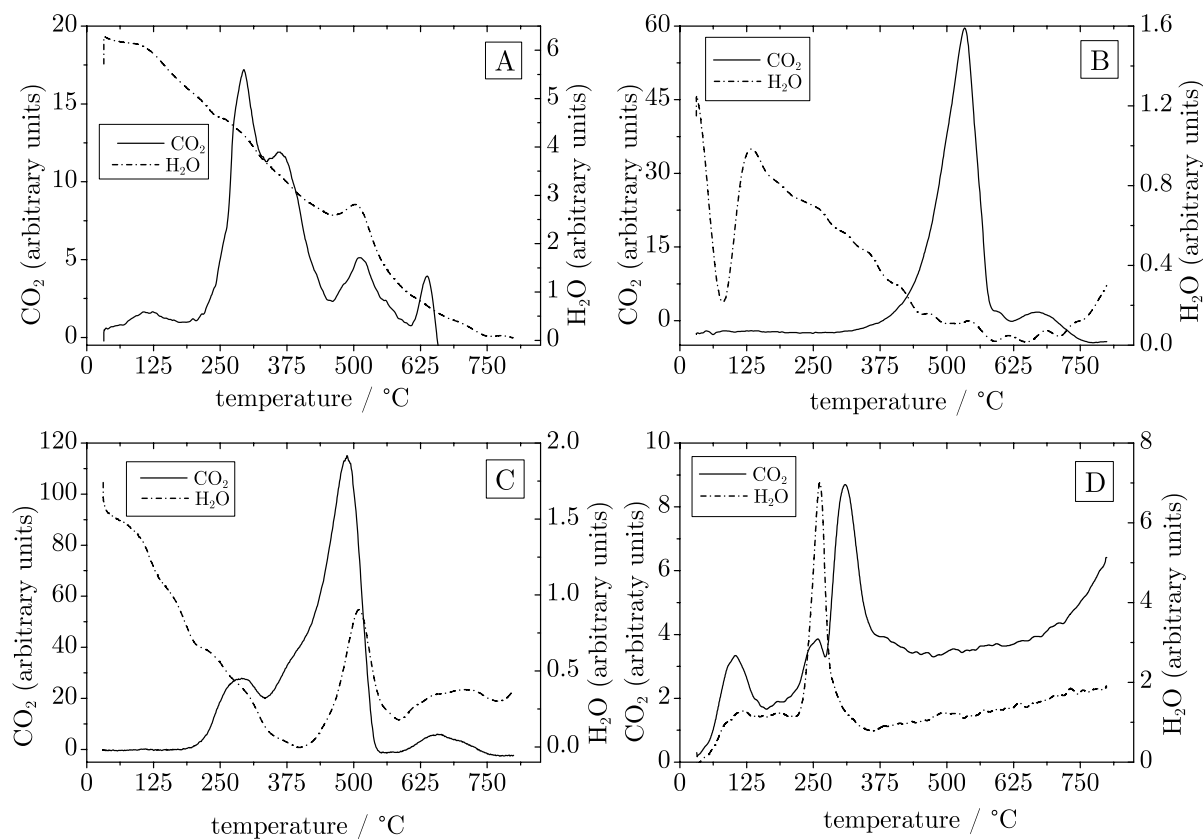 A
CO₂ (arbitrary units)
20
15
10
5
0
H₂O (arbitrary units)
6
5
4
3
2
1
0
CO₂
H₂O
0 125 250 375 500 625 750
temperature / °C
B
CO₂ (arbitrary units)
60
45
30
15
0
H₂O (arbitrary units)
1.6
1.2
0.8
0.4
0.0
CO₂
H₂O
0 125 250 375 500 625 750
temperature / °C
C
CO₂ (arbitrary units)
120
100
80
60
40
20
0
H₂O (arbitrary units)
2.0
1.5
1.0
0.5
0.0
CO₂
H₂O
0 125 250 375 500 625 750
temperature / °C
D
CO₂ (arbitraty units)
10
8
6
4
2
0
H₂O (arbitrary units)
8
7
6
4
3
2
1
0
CO₂
H₂O
0 125 250 375 500 625 750
temperature / °C